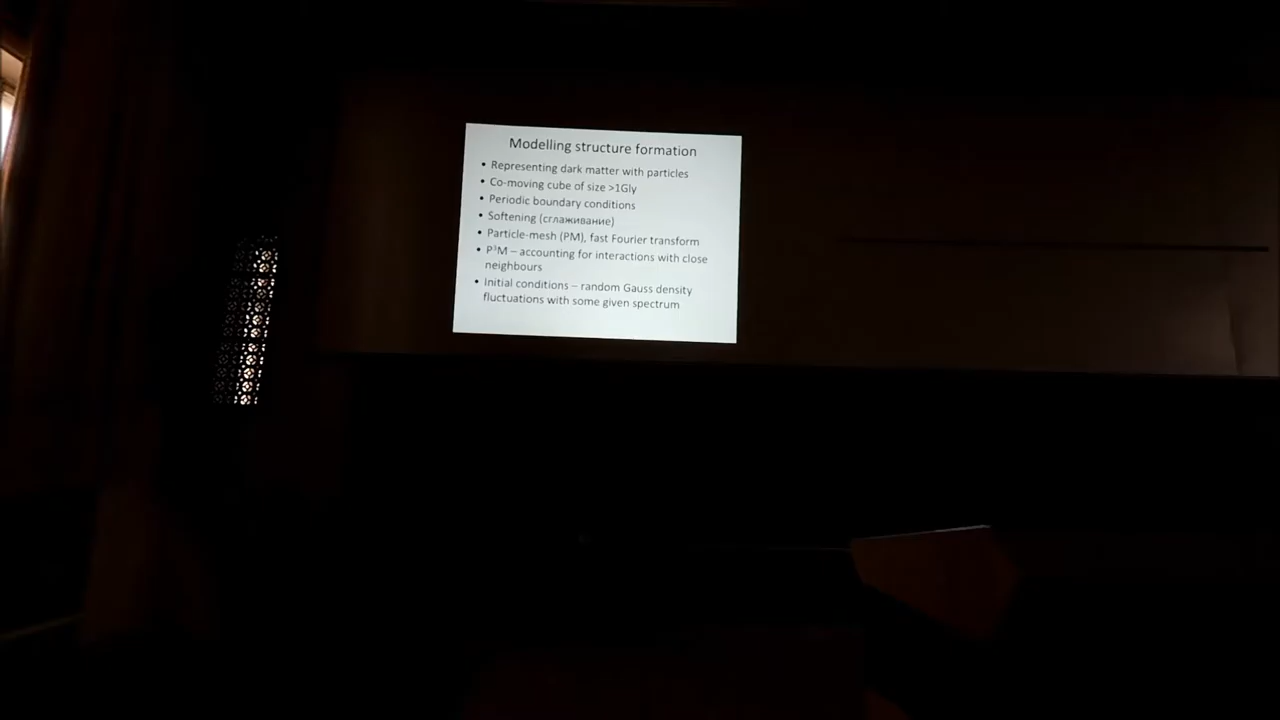 Modelling structure formation
• Representing dark matter with particles
• Co-moving cube of size >1Gly
• Periodic boundary conditions
• Softening (сглаживание)
• Particle-mesh (PM), fast Fourier transform
• P³M – accounting for interactions with close
neighbours
• Initial conditions – random Gauss density
fluctuations with some given spectrum